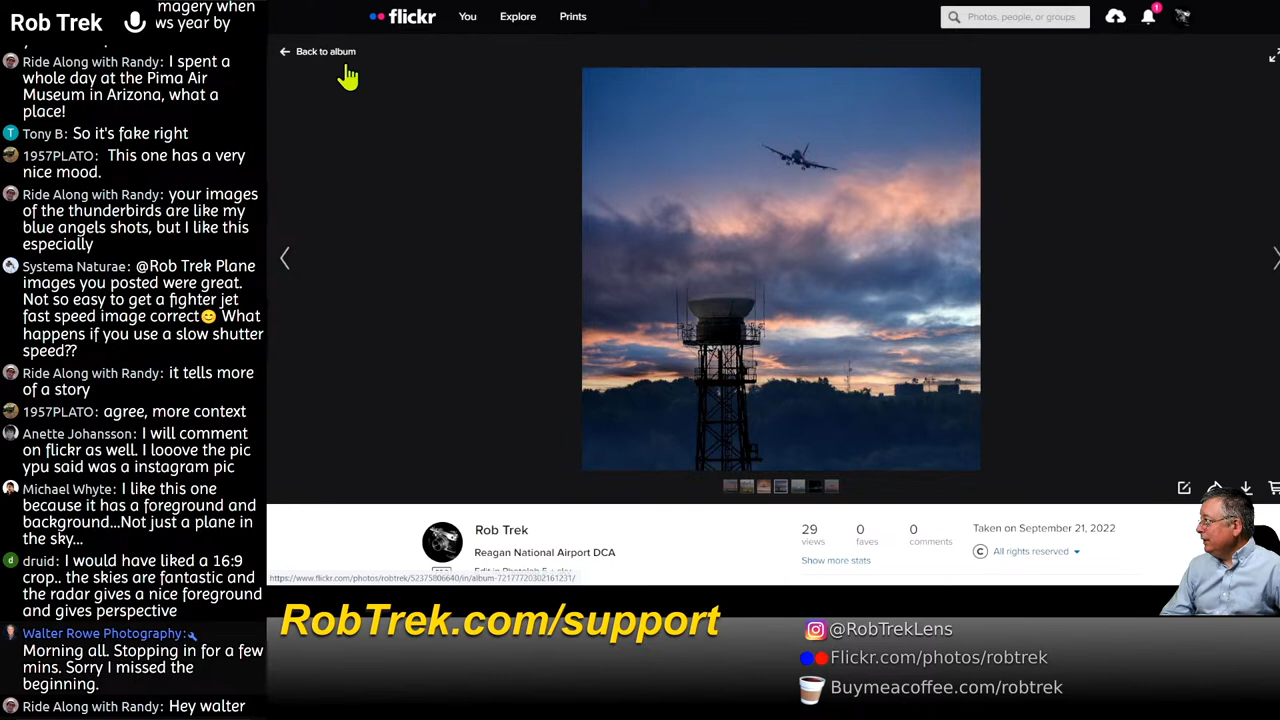 Rob Trek
magery when
ws year by
Ride Along with Randy: I spent a
whole day at the Pima Air
Museum in Arizona, what a
place!
T
Tony B: So it's fake right
1957PLATO: This one has a very
nice mood.
Ride Along with Randy: your images
of the thunderbirds are like my
blue angels shots, but I like this
especially
Systema Naturae: @Rob Trek Plane
images you posted were great.
Not so easy to get a fighter jet
fast speed image correct😊 What
happens if you use a slow shutter
speed??
Ride Along with Randy: it tells more
of a story
1957PLATO: agree, more context
Anette Johansson: I will comment
on flickr as well. I looove the pic
ypu said was a instagram pic
Michael Whyte: I like this one
because it has a foreground and
background...Not just a plane in
the sky...
d
druid: I would have liked a 16:9
crop.. the skies are fantastic and
the radar gives a nice foreground
and gives perspective
Walter Rowe Photography:
Morning all. Stopping in for a few
mins. Sorry I missed the
beginning.
Ride Along with Randy: Hey walter
flickr You Explore Prints
Photos, people, or groups
1
Back to album
Rob Trek
Reagan National Airport DCA
29 views
0 faves
0 comments
Show more stats
Taken on September 21, 2022
All rights reserved
https://www.flickr.com/photos/robtrek/52375806640/in/album-72177720302161231/
RobTrek.com/support
@RobTrekLens
Flickr.com/photos/robtrek
Buymeacoffee.com/robtrek